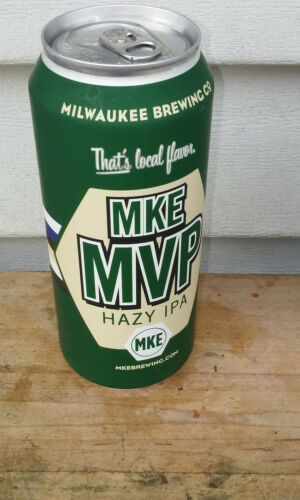 MILWAUKEE BREWING CO
That's local flavor.
MKE
MVP
HAZY IPA
MKE
MKEBREWING.COM